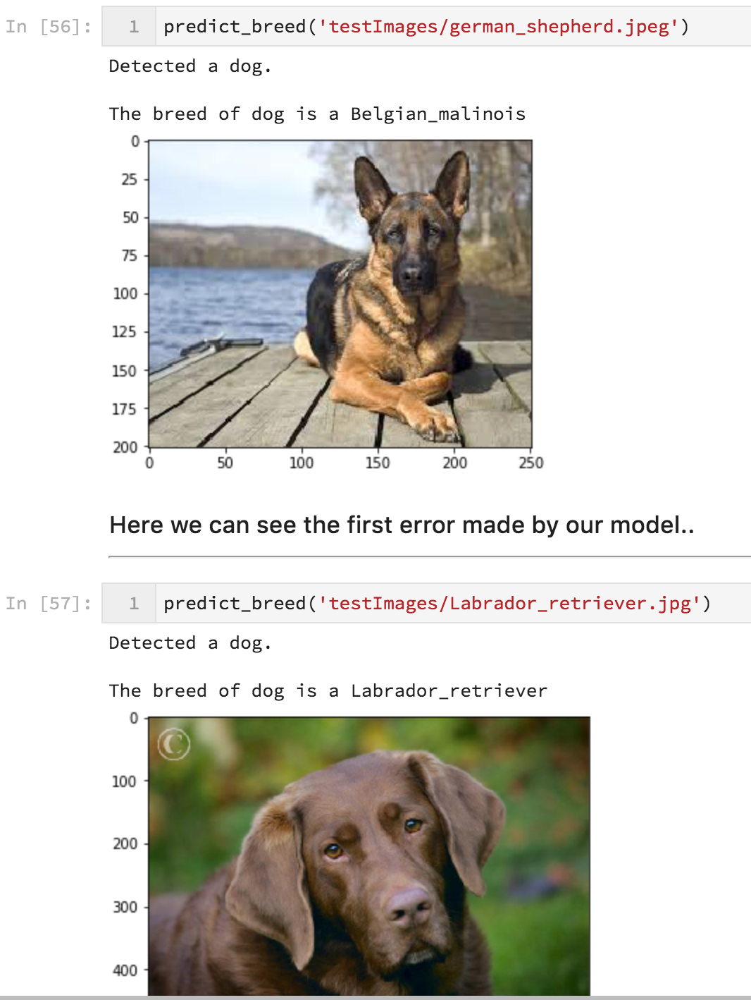 In [56]: 1 predict_breed('testImages/german_shepherd.jpeg')
Detected a dog.
The breed of dog is a Belgian_malinois
0
25
50
75
100
125
150
175
200
0 50 100 150 200 250
Here we can see the first error made by our model..
In [57]: 1 predict_breed('testImages/Labrador_retriever.jpg')
Detected a dog.
The breed of dog is a Labrador_retriever
0
©
100
200
300
400